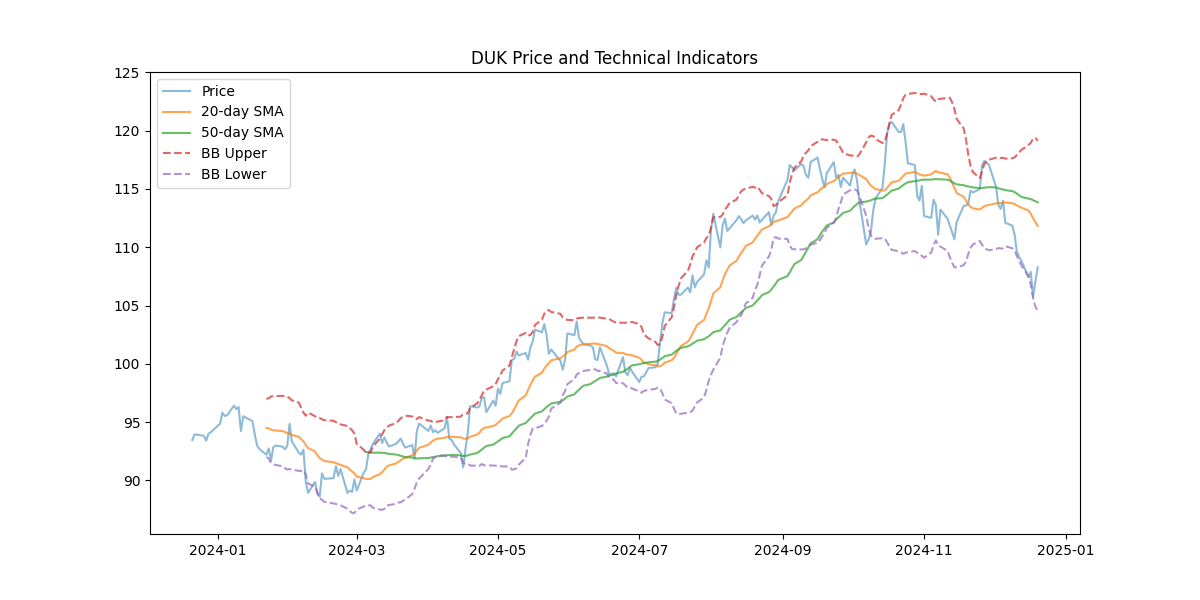 DUK Price and Technical Indicators
125
120
115
110
105
100
95
90
Price
20-day SMA
50-day SMA
BB Upper
BB Lower
2024-01
2024-03
2024-05
2024-07
2024-09
2024-11
2025-01